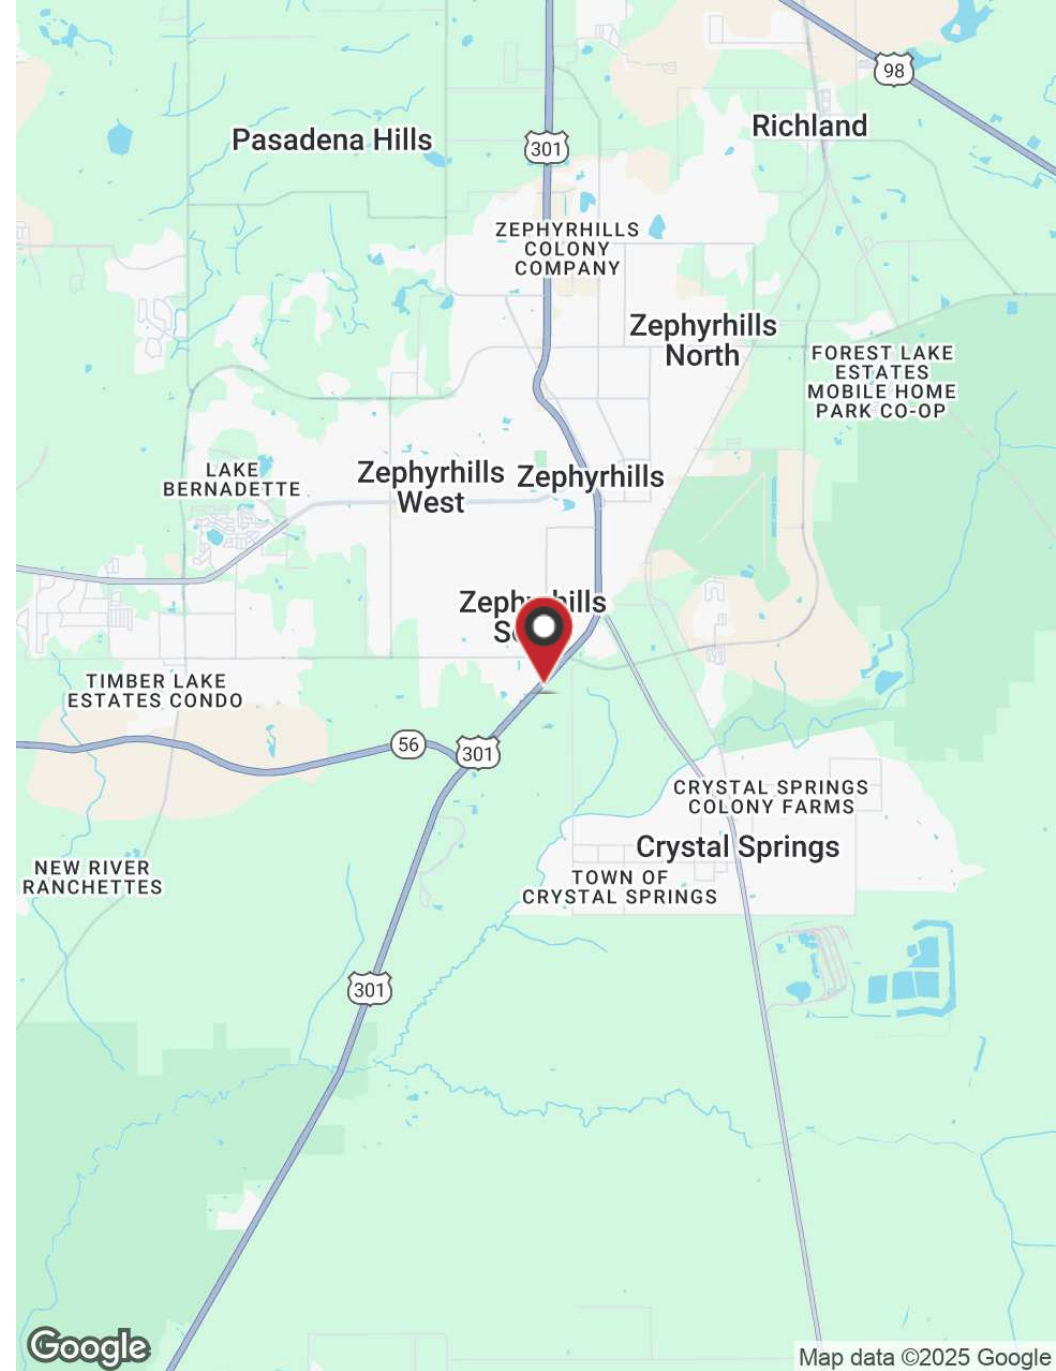 98
Pasadena Hills
Richland
301
ZEPHYRHILLS
COLONY
COMPANY
Zephyrhills
North
FOREST LAKE
ESTATES
MOBILE HOME
PARK CO-OP
LAKE
BERNADETTE
Zephyrhills
West
Zephyrhills
TIMBER LAKE
ESTATES CONDO
56
301
CRYSTAL SPRINGS
COLONY FARMS
Crystal Springs
NEW RIVER
RANCHETTES
TOWN OF
CRYSTAL SPRINGS
301
Google
Map data ©2025 Google